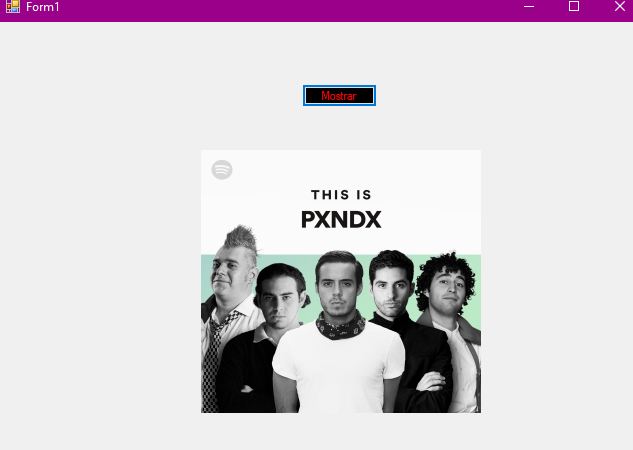 Form1
Mostrar
THIS IS
PXNDX